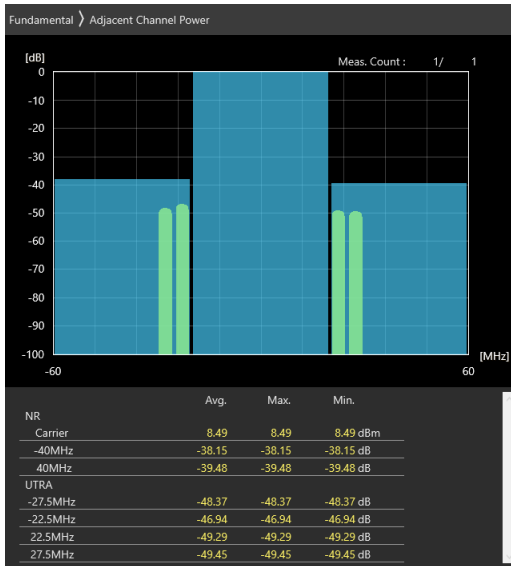 Fundamental 〉 Adjacent Channel Power
[dB]
Meas. Count : 1/ 1
0
-10
-20
-30
-40
-50
-60
-70
-80
-90
-100
[MHz]
-60 60
Avg. Max. Min.
NR
Carrier 8.49 8.49 8.49 dBm
-40MHz -38.15 -38.15 -38.15 dB
40MHz -39.48 -39.48 -39.48 dB
UTRA
-27.5MHz -48.37 -48.37 -48.37 dB
-22.5MHz -46.94 -46.94 -46.94 dB
22.5MHz -49.29 -49.29 -49.29 dB
27.5MHz -49.45 -49.45 -49.45 dB